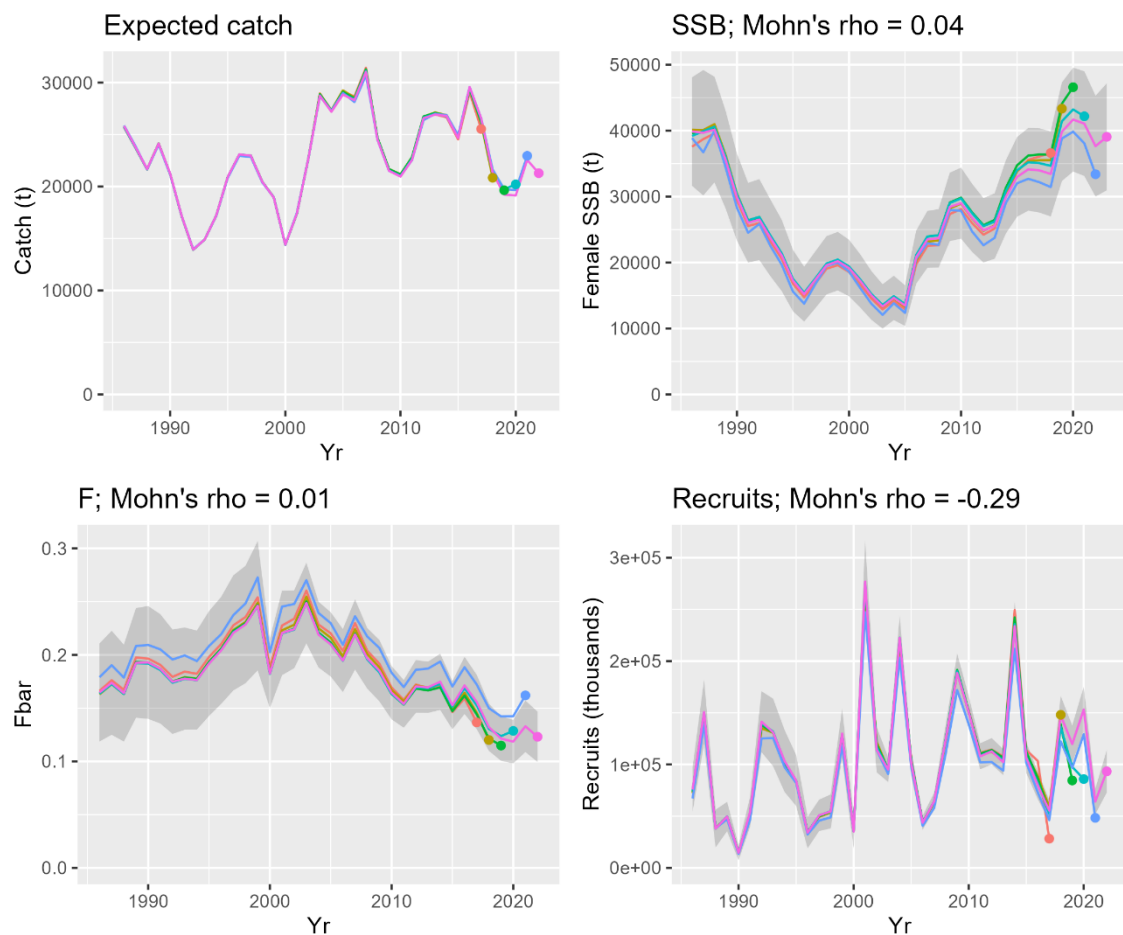 Expected catch
30000
20000
10000
0
Catch (t)
1990
2000
2010
2020
Yr
SSB; Mohn's rho = 0.04
50000
40000
30000
20000
10000
0
Female SSB (t)
1990
2000
2010
2020
Yr
F; Mohn's rho = 0.01
0.3
0.2
0.1
0.0
Fbar
1990
2000
2010
2020
Yr
Recruits; Mohn's rho = -0.29
3e+05
2e+05
1e+05
0e+00
Recruits (thousands)
1990
2000
2010
2020
Yr